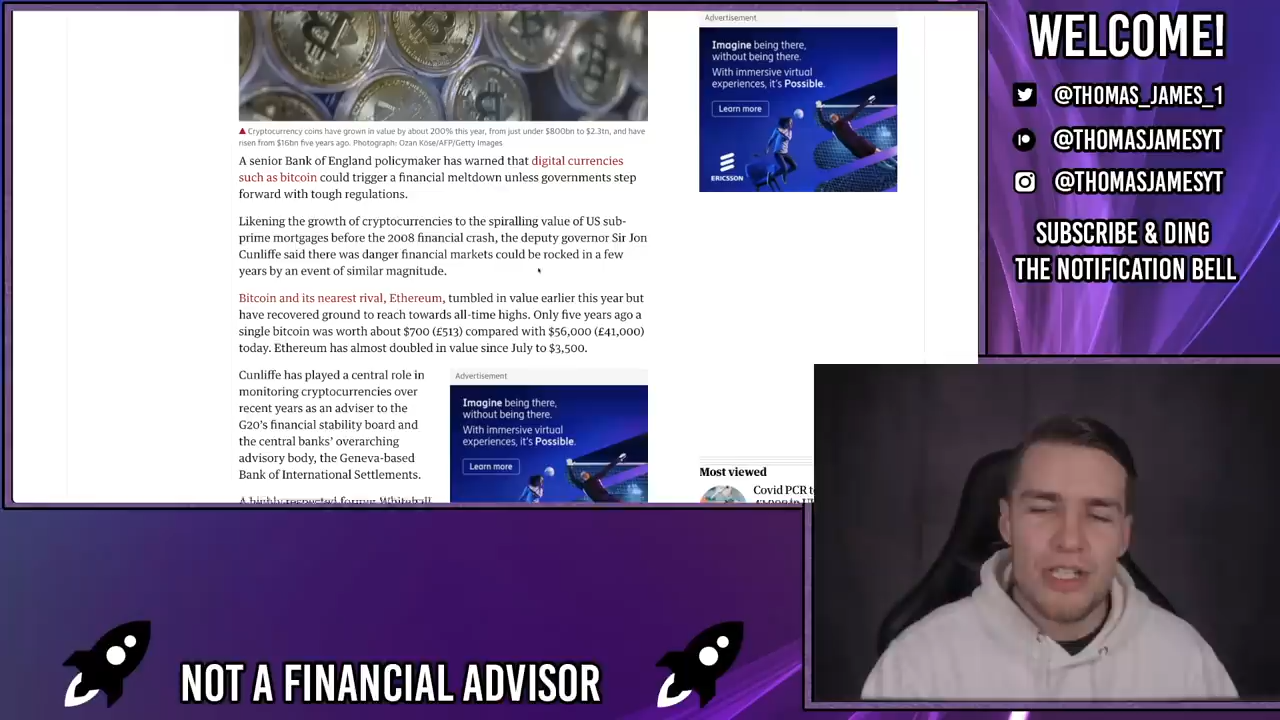 Advertisement
Imagine being there,
without being there.
With immersive virtual
experiences, it's Possible.
Learn more
ERICSSON
▲ Cryptocurrency coins have grown in value by about 200% this year, from just under $800bn to $2.3tn, and have
risen from $16bn five years ago. Photograph: Ozan Köse/AFP/Getty Images
A senior Bank of England policymaker has warned that digital currencies
such as bitcoin could trigger a financial meltdown unless governments step
forward with tough regulations.
Likening the growth of cryptocurrencies to the spiralling value of US sub-
prime mortgages before the 2008 financial crash, the deputy governor Sir Jon
Cunliffe said there was danger financial markets could be rocked in a few
years by an event of similar magnitude.
Bitcoin and its nearest rival, Ethereum, tumbled in value earlier this year but
have recovered ground to reach towards all-time highs. Only five years ago a
single bitcoin was worth about $700 (£513) compared with $56,000 (£41,000)
today. Ethereum has almost doubled in value since July to $3,500.
Cunliffe has played a central role in
monitoring cryptocurrencies over
recent years as an adviser to the
G20's financial stability board and
the central banks' overarching
advisory body, the Geneva-based
Bank of International Settlements.
A highly respected former Whitehall
Advertisement
Imagine being there,
without being there.
With immersive virtual
experiences, it's Possible.
Learn more
Most viewed
Covid PCR
WELCOME!
@THOMAS_JAMES_1
@THOMASJAMESYT
@THOMASJAMESYT
SUBSCRIBE & DING
THE NOTIFICATION BELL
NOT A FINANCIAL ADVISOR